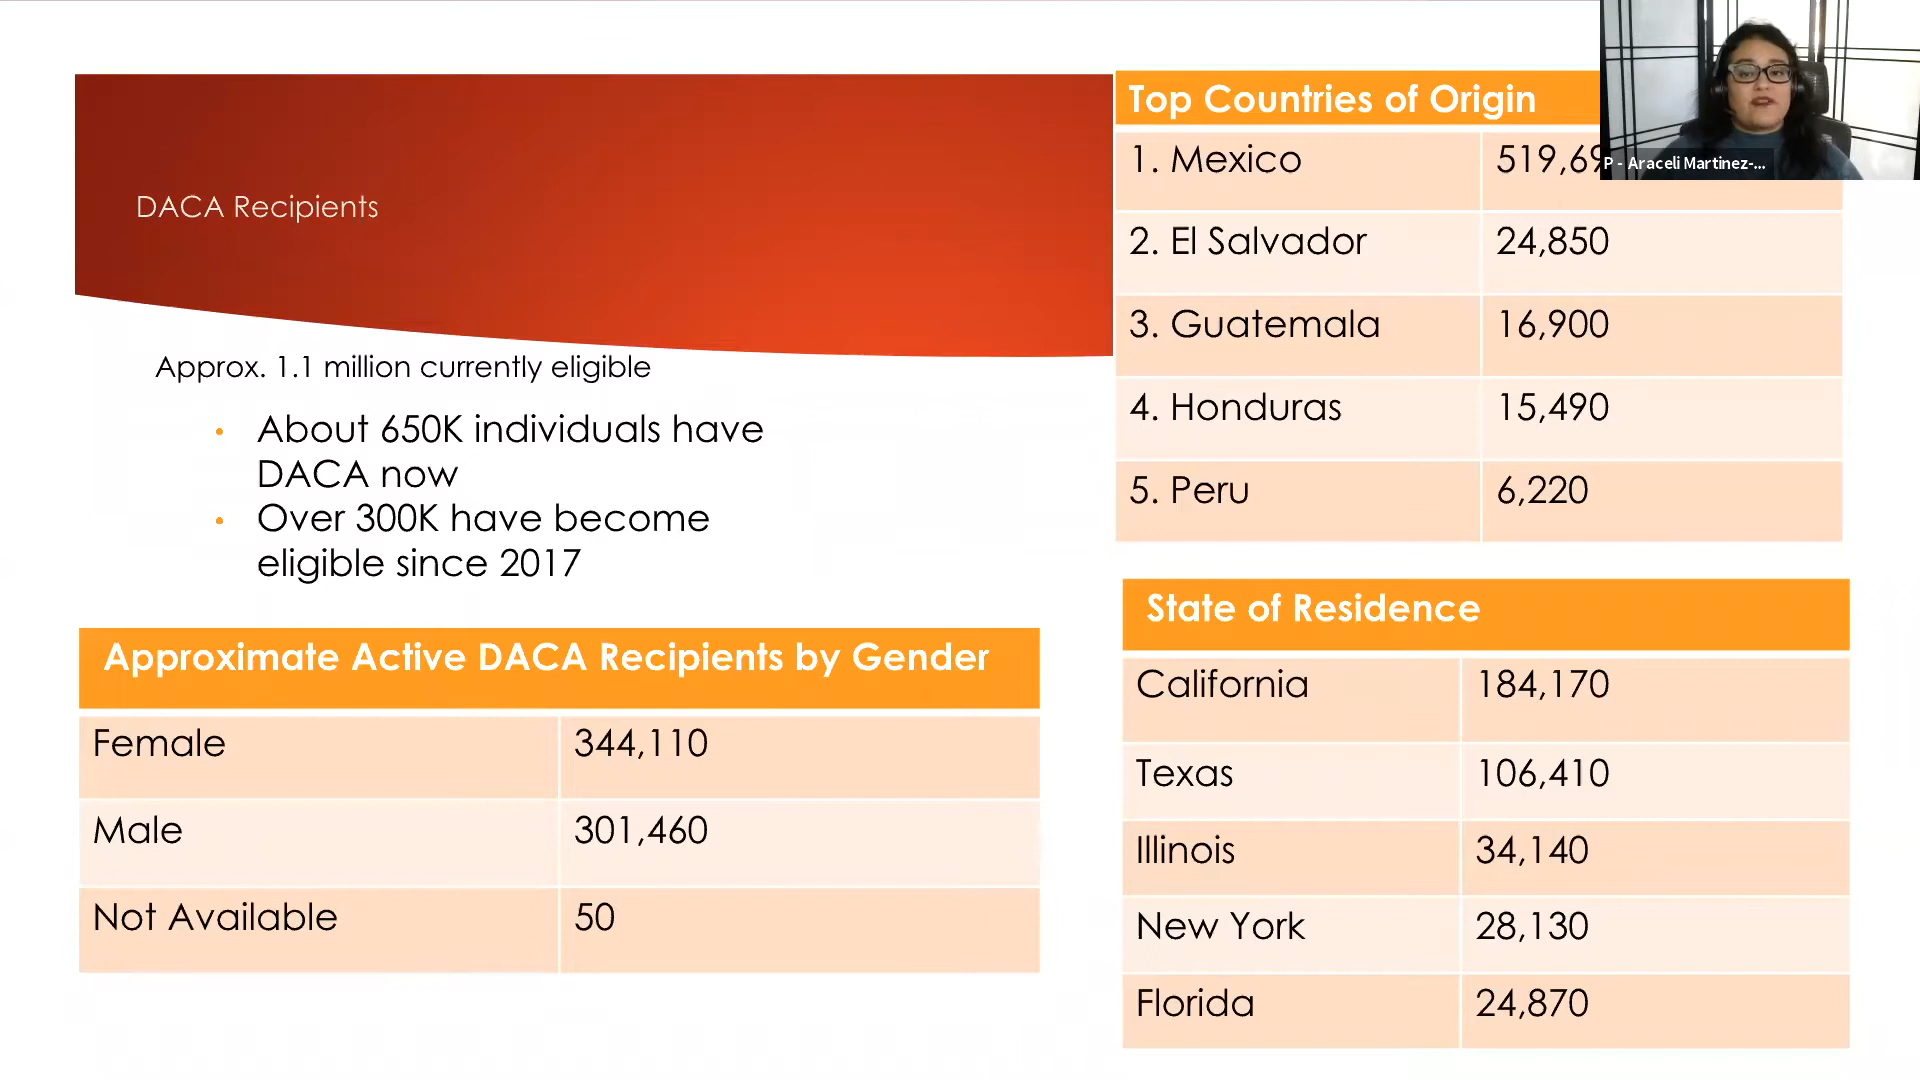 DACA Recipients
Approx. 1.1 million currently eligible
• About 650K individuals have
DACA now
• Over 300K have become
eligible since 2017
Approximate Active DACA Recipients by Gender
Female 344,110
Male 301,460
Not Available 50
Top Countries of Origin
1. Mexico 519,69
2. El Salvador 24,850
3. Guatemala 16,900
4. Honduras 15,490
5. Peru 6,220
State of Residence
California 184,170
Texas 106,410
Illinois 34,140
New York 28,130
Florida 24,870
P - Araceli Martinez-...